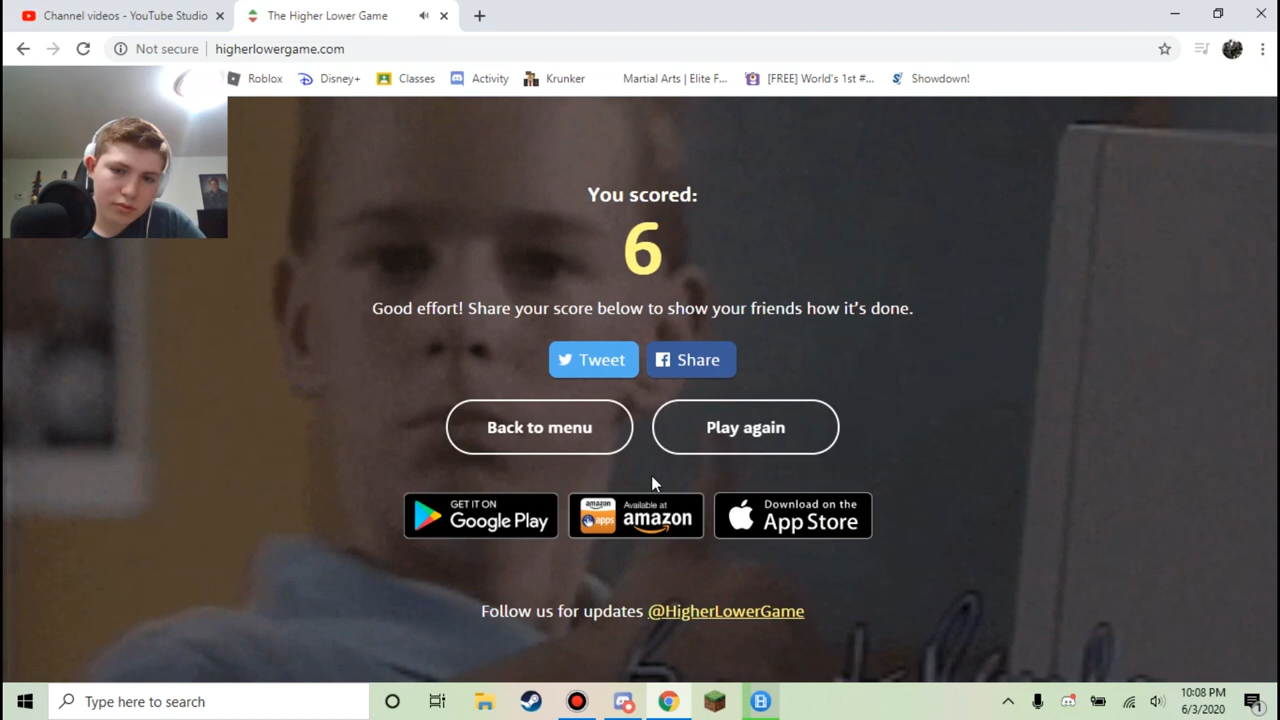 Channel videos - YouTube Studio
The Higher Lower Game
Not secure
higherlowergame.com
Roblox
Disney+
Classes
Activity
Krunker
Martial Arts | Elite F...
[FREE] World's 1st #...
Showdown!
You scored:
6
Good effort! Share your score below to show your friends how it's done.
Tweet
Share
Back to menu
Play again
GET IT ON
Google Play
amazon
apps
Available at
amazon
Download on the
App Store
Follow us for updates @HigherLowerGame
Type here to search
10:08 PM
6/3/2020
1